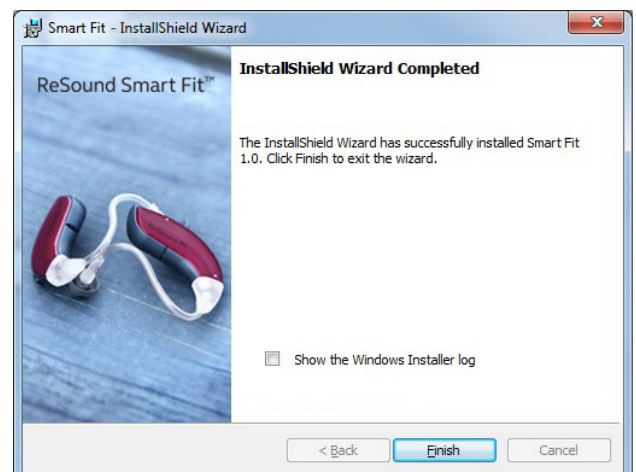 Smart Fit - InstallShield Wizard
ReSound Smart Fit™
InstallShield Wizard Completed
The InstallShield Wizard has successfully installed Smart Fit
1.0. Click Finish to exit the wizard.
Show the Windows Installer log
< Back
Finish
Cancel